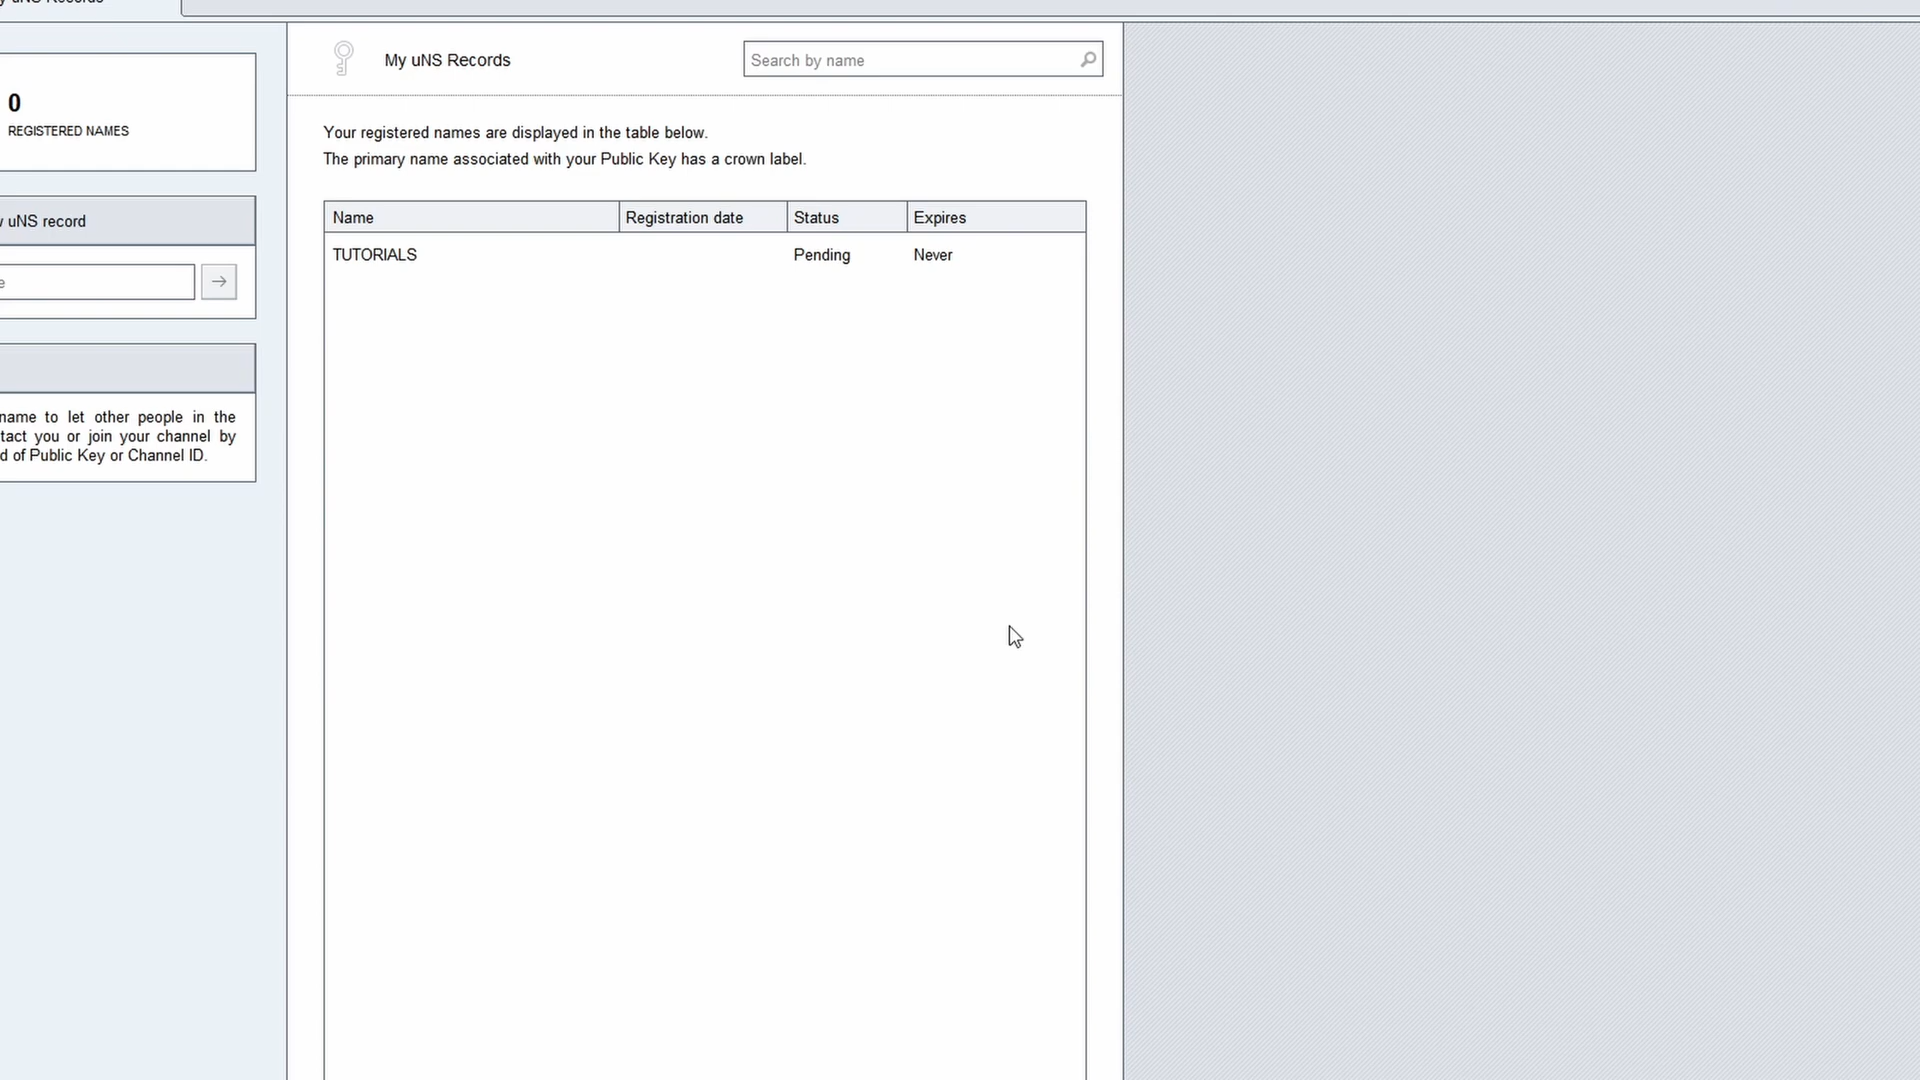 uNS Records
0
REGISTERED NAMES
uNS record
name to let other people in the
you or join your channel by
of Public Key or Channel ID.
My uNS Records
Search by name
Your registered names are displayed in the table below.
The primary name associated with your Public Key has a crown label.
Name Registration date Status Expires
TUTORIALS Pending Never